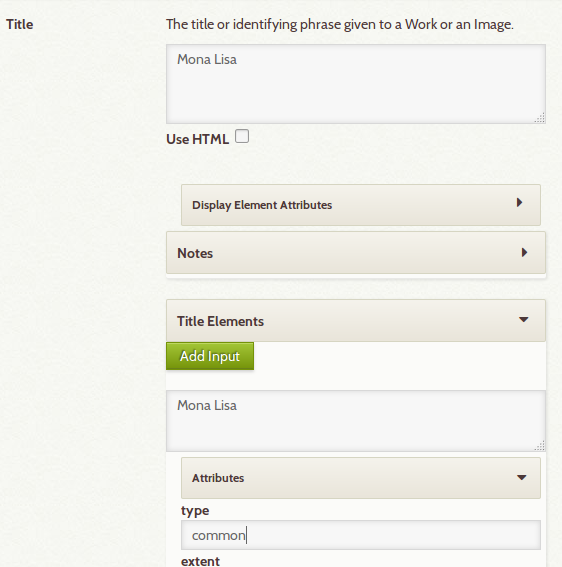 Title
The title or identifying phrase given to a Work or an Image.
Mona Lisa
Use HTML
Display Element Attributes
Notes
Title Elements
Add Input
Mona Lisa
Attributes
type
common
extent